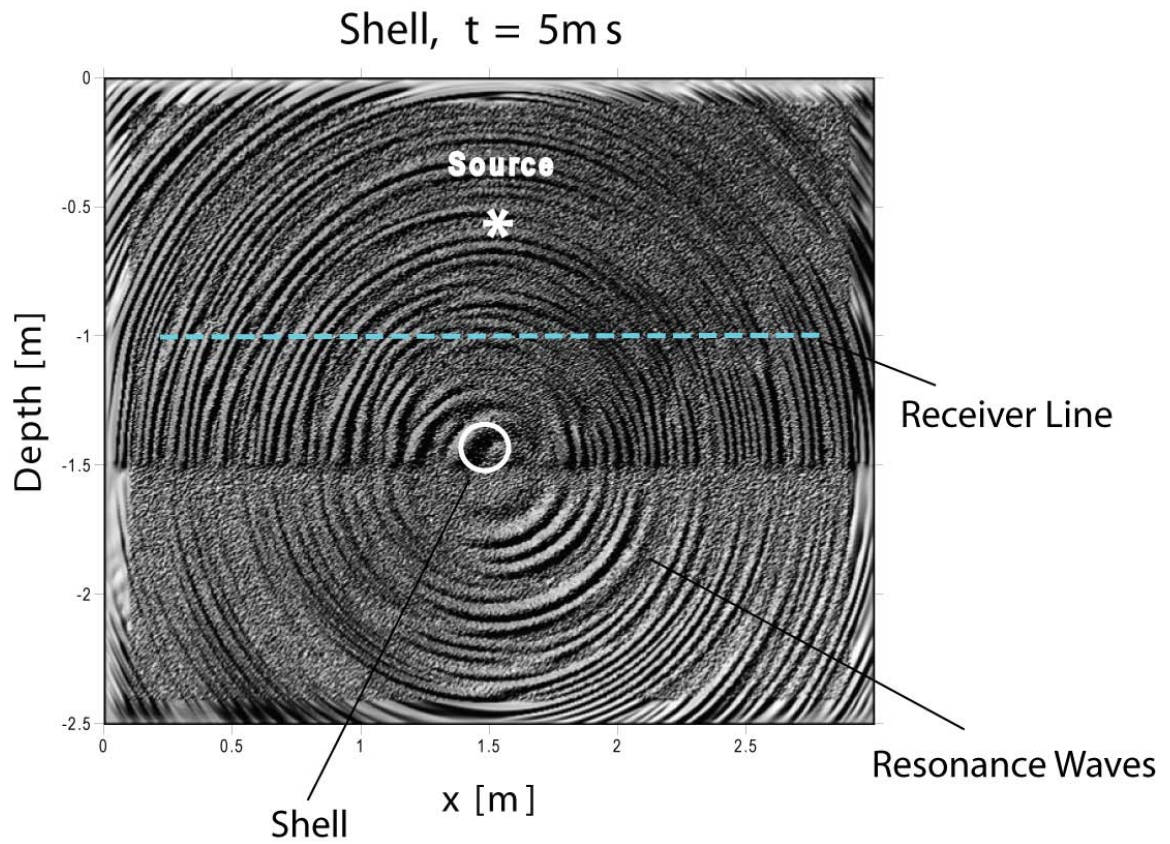 Shell, t = 5m s
0
Source
-0.5
-1
Depth [m]
Receiver Line
-1.5
-2
-2.5
0 0.5 1 1.5 2 2.5
Resonance Waves
x [m]
Shell